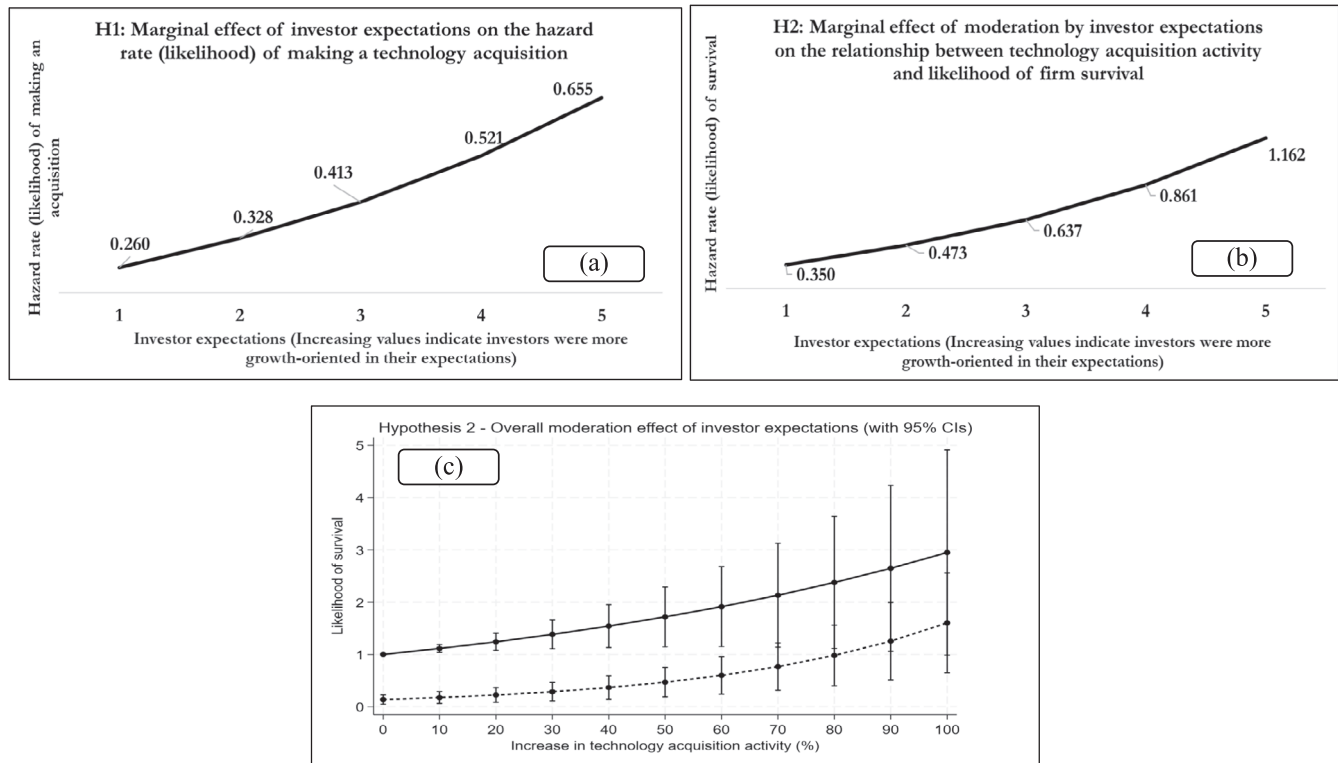 H1: Marginal effect of investor expectations on the hazard
rate (likelihood) of making a technology acquisition
Hazard rate (likelihood) of making an
acquisition
0.260
0.328
0.413
0.521
0.655
(a)
1 2 3 4 5
Investor expectations (Increasing values indicate investors were more
growth-oriented in their expectations)
H2: Marginal effect of moderation by investor expectations
on the relationship between technology acquisition activity
and likelihood of firm survival
Hazard rate (likelihood) of survival
0.350
0.473
0.637
0.861
1.162
(b)
1 2 3 4 5
Investor expectations (Increasing values indicate investors were more
growth-oriented in their expectations)
Hypothesis 2 - Overall moderation effect of investor expectations (with 95% CIs)
(c)
Likelihood of survival
5
4
3
2
1
0
0 10 20 30 40 50 60 70 80 90 100
Increase in technology acquisition activity (%)